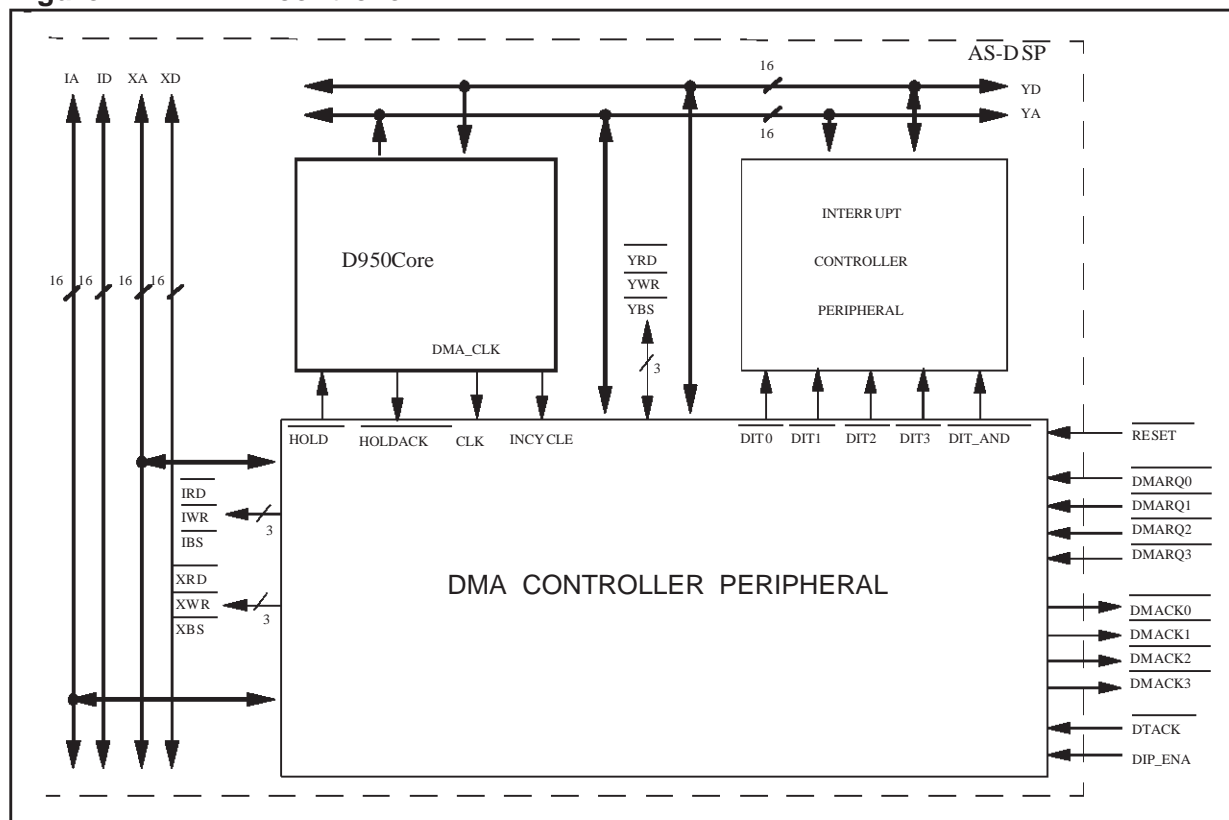 AS-DSP
IA ID XA XD
16
YD
YA
16
INTERRUPT
D950Core
YRD
CONTROLLER
YWR
16 16 16 16
YBS
PERIPHERAL
DMA_CLK
3
HOLD HOLDACK CLK INCYCLE DIT0 DIT1 DIT2 DIT3 DIT_AND
RESET
IRD
DMARQ0
IWR
3
DMARQ1
IBS
DMARQ2
DMARQ3
XRD
DMA CONTROLLER PERIPHERAL
XWR
3
DMACK0
XBS
DMACK1
DMACK2
DMACK3
DTACK
DIP_ENA